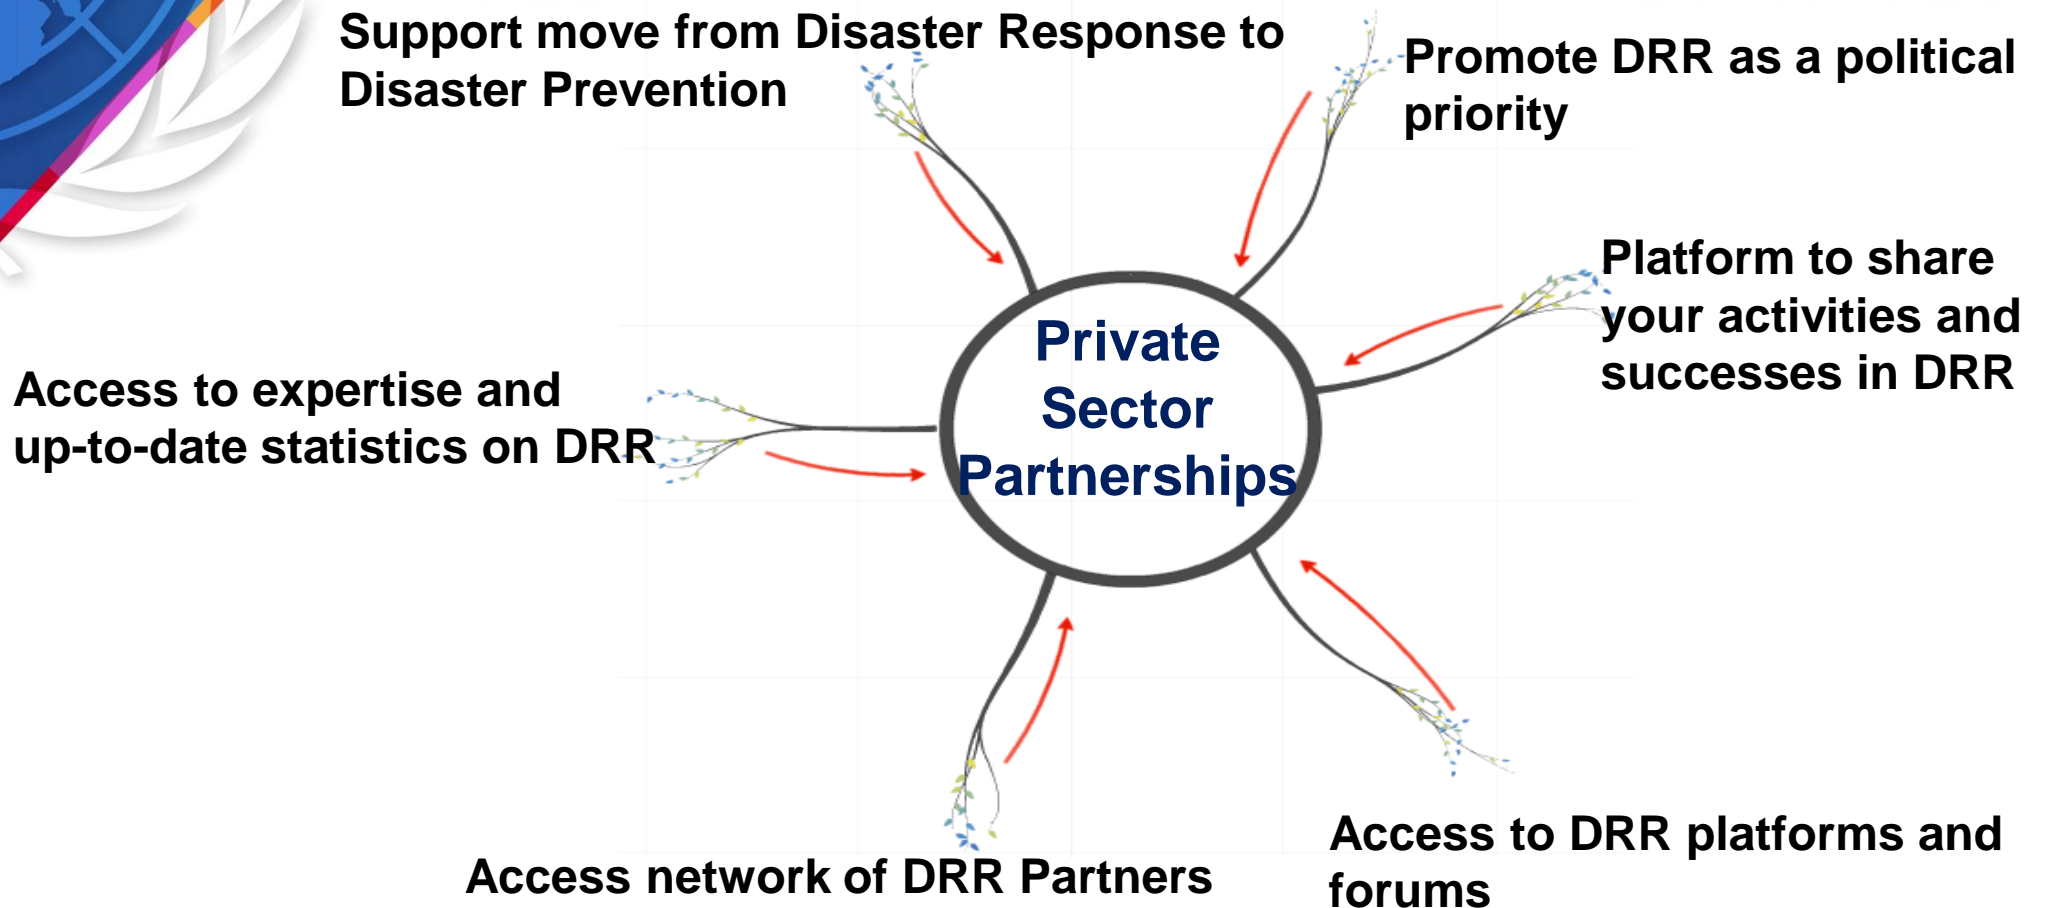 Support move from Disaster Response to
Disaster Prevention
Promote DRR as a political
priority
Platform to share
your activities and
successes in DRR
Private
Sector
Partnerships
Access to expertise and
up-to-date statistics on DRR
Access to DRR platforms and
forums
Access network of DRR Partners